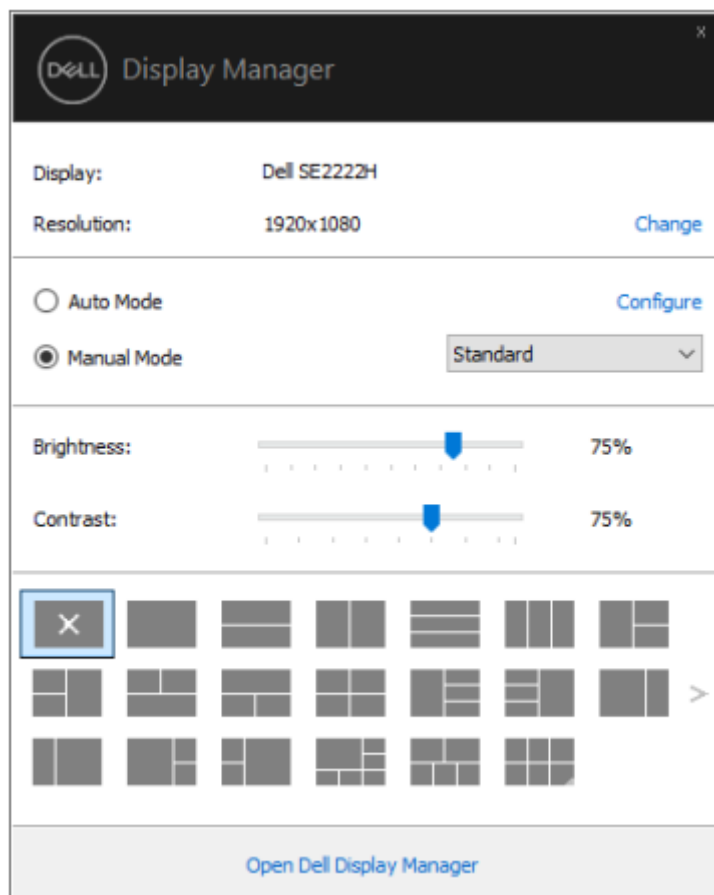 x
DELL Display Manager
Display: Dell SE2222H
Resolution: 1920x1080 Change
Auto Mode Configure
Manual Mode Standard
Brightness: 75%
Contrast: 75%
Open Dell Display Manager